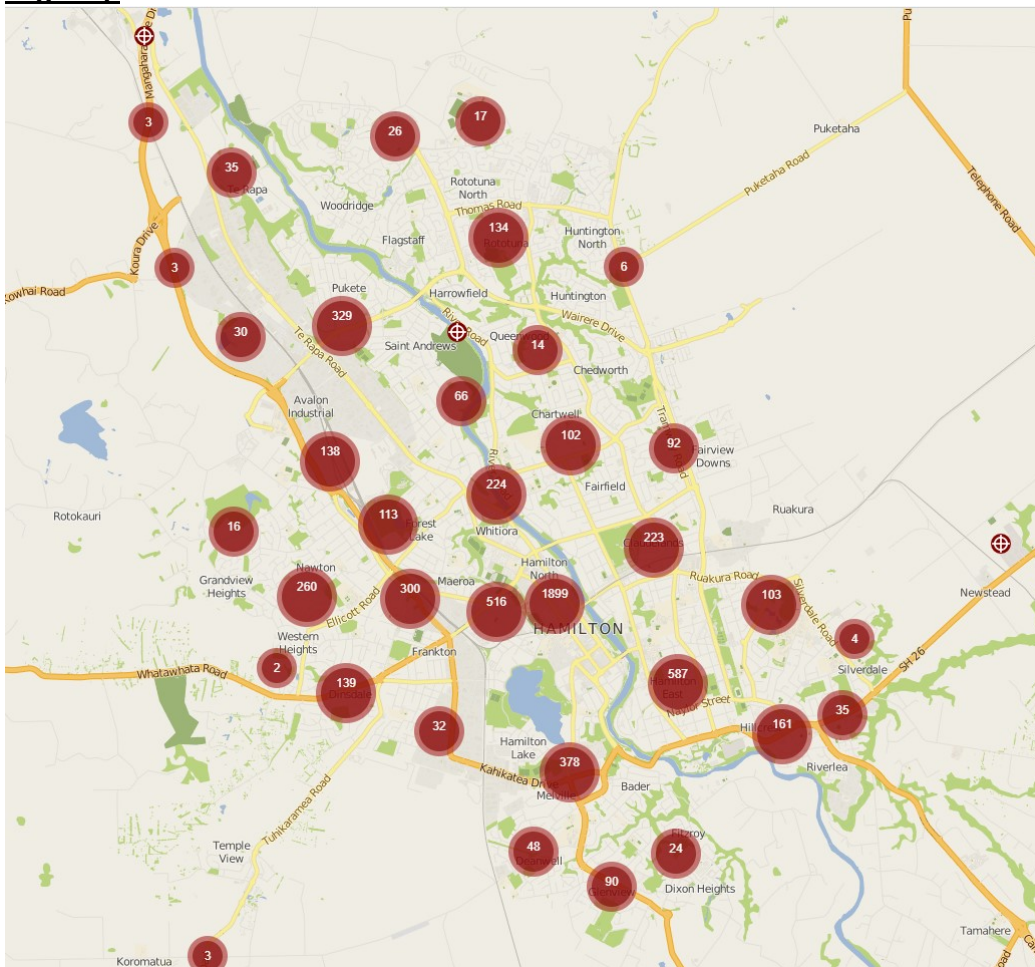 Mangaharakeke Dr
Pu
3
26
17
Puketaha
35
Te Rapa
Puketaha Road
Rototuna
North
Telephone Road
Woodridge
Thomas Road
134
Rototuna
Koura Drive
Flagstaff
Huntington
North
3
6
Kowhai Road
Pukete
Harrowfield
Huntington
329
River Road
Wairere Drive
30
Te Rapa Road
Saint Andrews
Queenwood
14
Chedworth
66
Avalon
Industrial
Chartwell
102
92
Fairview
Downs
138
River Road
224
Fairfield
Rotokauri
16
113
Forest
Lake
Whitiora
Ruakura
223
Claudelands
Grandview
Heights
Nawton
260
Maeroa
300
Hamilton
North
516
1899
Ruakura Road
103
Silverdale Road
Newstead
Ellicott Road
HAMILTON
Western
Heights
Frankton
4
Silverdale
SH 26
Whatawhata Road
2
139
Dinsdale
587
Hamilton
East
Naylor Street
35
32
Hillcrest
161
Hamilton
Lake
378
Kahikatea Drive
Melville
Bader
Riverlea
Tuhikaramea Road
Temple
View
48
Deanwell
Fitzroy
24
90
Glenview
Dixon Heights
Tamahere
3
Koromatua